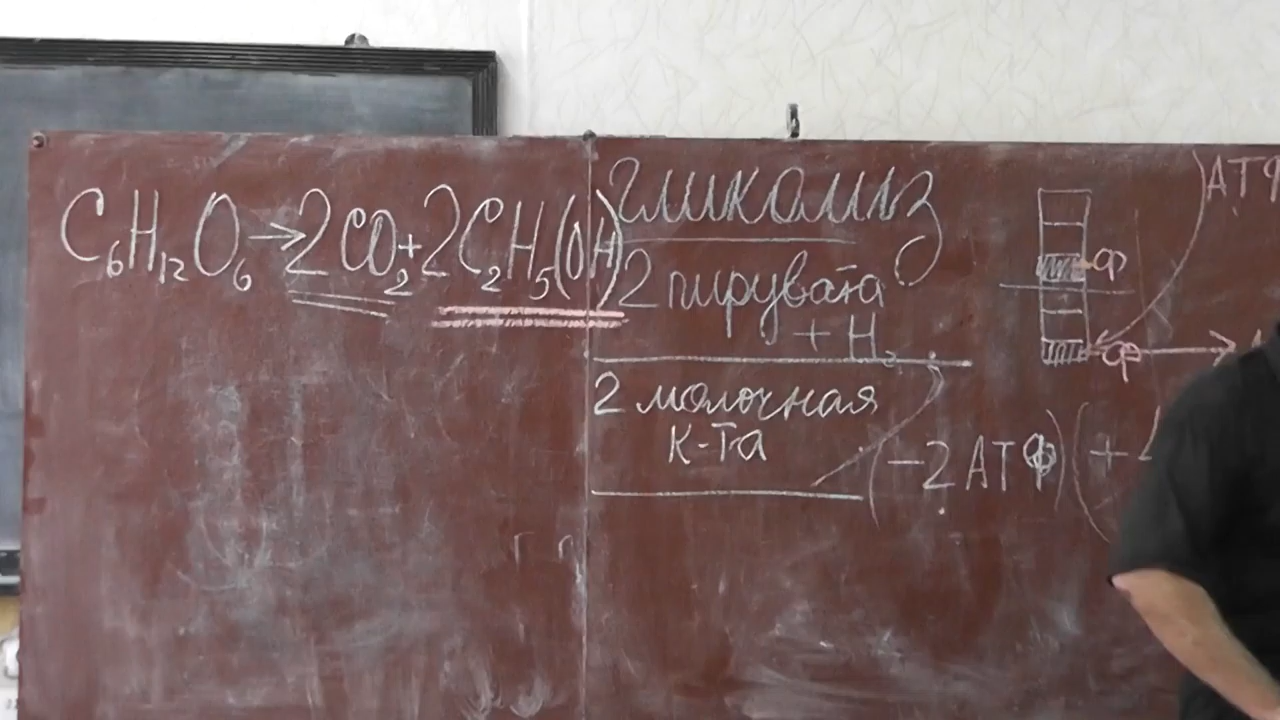 C₆H₁₂O₆→2CO₂+2C₂H₅(OH)
гликолиз
2 пирувата
+ H₂
2 молочная
к-та
(-2 АТФ) (+
АТФ
Ф
Ф